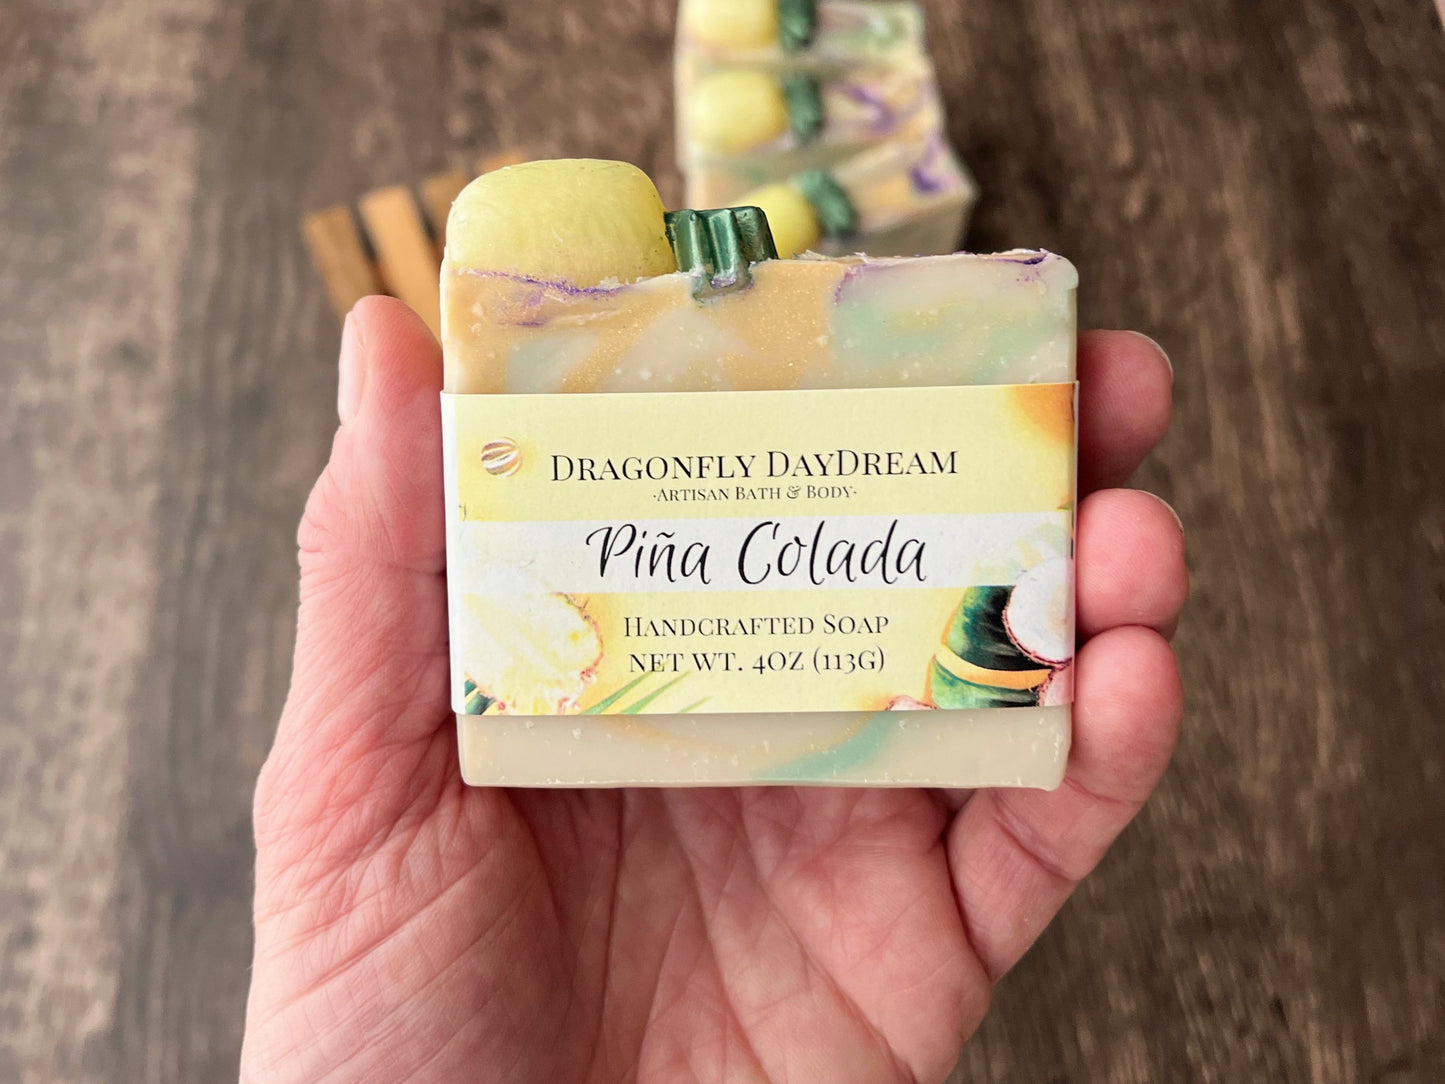 Dragonfly DayDream
·Artisan Bath & Body·
Piña Colada
Handcrafted Soap
Net Wt. 4oz (113g)